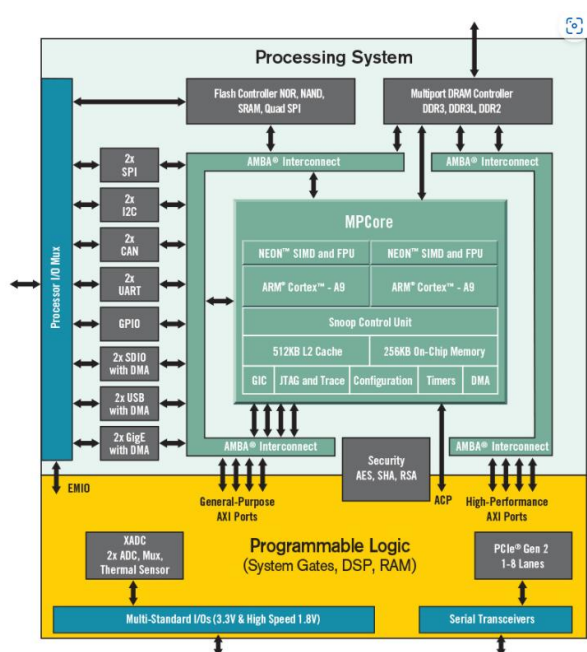 Processing System
Flash Controller NOR, NAND,
SRAM, Quad SPI
Multiport DRAM Controller
DDR3, DDR3L, DDR2
Processor I/O Mux
2x
SPI
2x
I2C
2x
CAN
2x
UART
GPIO
2x SDIO
with DMA
2x USB
with DMA
2x GigE
with DMA
AMBA® Interconnect
AMBA® Interconnect
MPCore
NEON™ SIMD and FPU
NEON™ SIMD and FPU
ARM® Cortex™ - A9
ARM® Cortex™ - A9
Snoop Control Unit
512KB L2 Cache
256KB On-Chip Memory
GIC
JTAG and Trace
Configuration
Timers
DMA
AMBA® Interconnect
AMBA® Interconnect
Security
AES, SHA, RSA
EMIO
General-Purpose
AXI Ports
ACP
High-Performance
AXI Ports
XADC
2x ADC, Mux,
Thermal Sensor
Programmable Logic
(System Gates, DSP, RAM)
PCIe® Gen 2
1-8 Lanes
Multi-Standard I/Os (3.3V & High Speed 1.8V)
Serial Transceivers